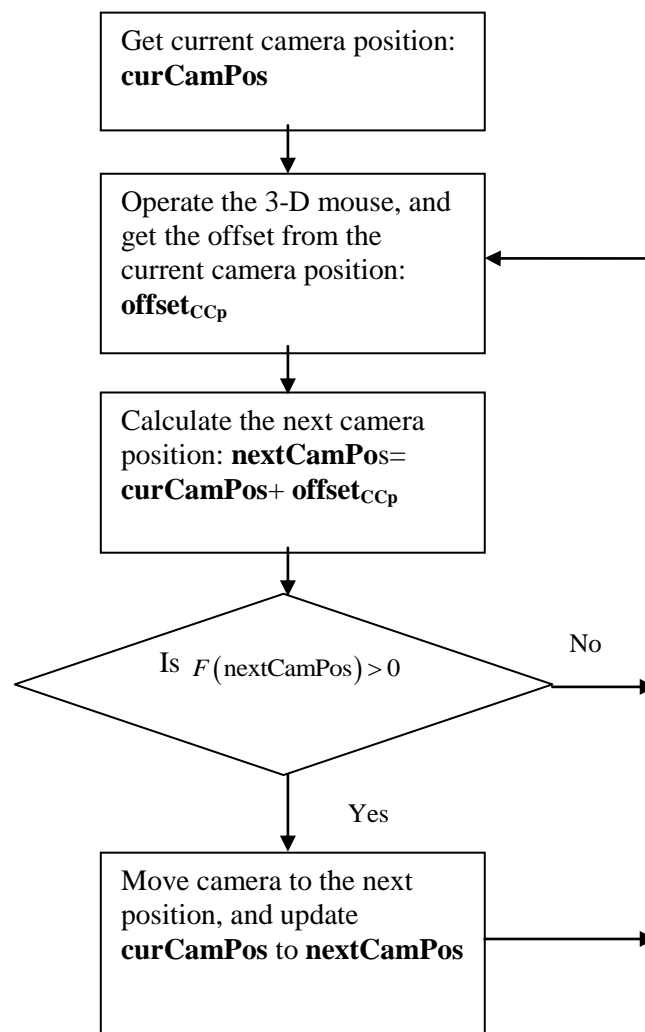 Get current camera position:
curCamPos
Operate the 3-D mouse, and
get the offset from the
current camera position:
offsetCCp
Calculate the next camera
position: nextCamPos=
curCamPos+ offsetCCp
Is F(nextCamPos)>0
No
Yes
Move camera to the next
position, and update
curCamPos to nextCamPos